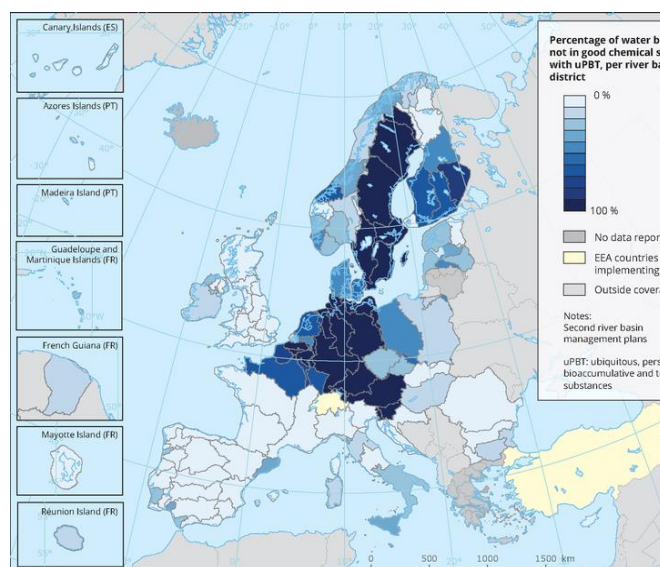 Canary Islands (ES)
Azores Islands (PT)
Madeira Island (PT)
Guadeloupe and
Martinique Islands (FR)
French Guiana (FR)
Mayotte Island (FR)
Réunion Island (FR)
Percentage of water b
not in good chemical s
with uPBT, per river ba
district
0 %
100 %
No data repor
EEA countries
implementing
Outside covera
Notes:
Second river basin
management plans
uPBT: ubiquitous, pers
bioaccumulative and to
substances
0 500 1000 1500 km